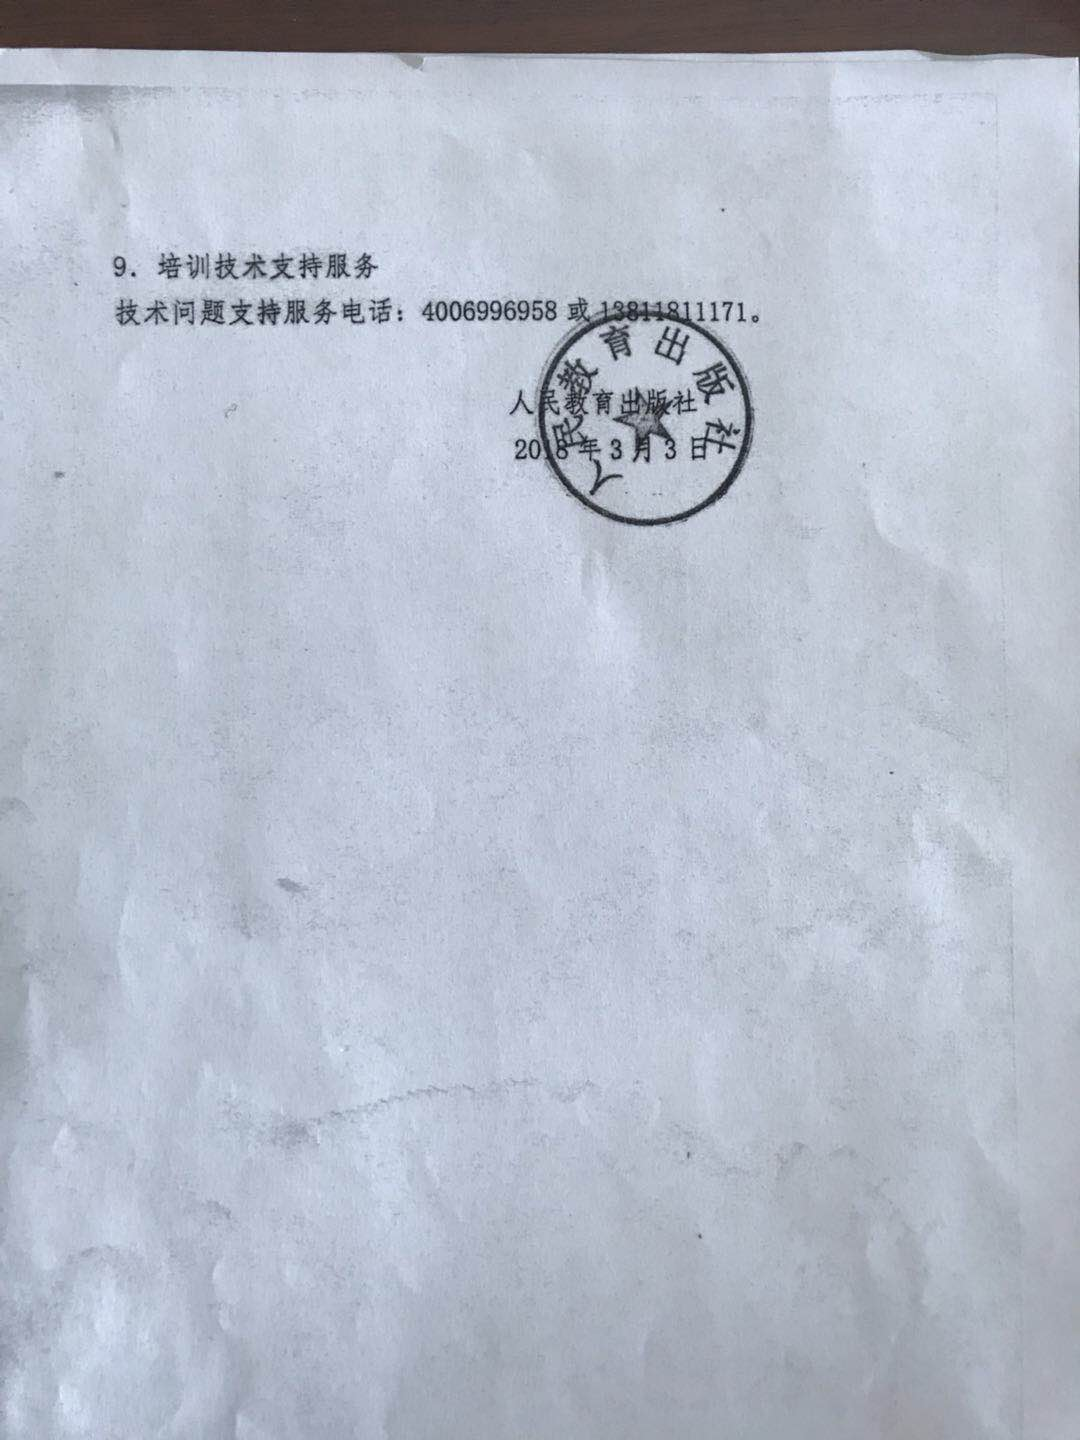 9. 培训技术支持服务
技术问题支持服务电话：4006996958 或 13811811171。
人民教育出版社
2018 年 3 月 3 日
人民教育出版社